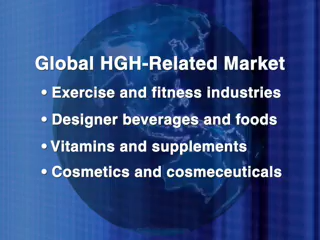 Global HGH-Related Market
• Exercise and fitness industries
• Designer beverages and foods
• Vitamins and supplements
• Cosmetics and cosmeceuticals